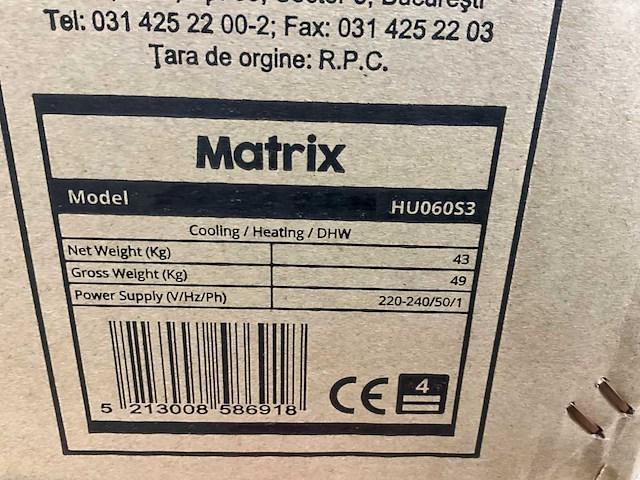 București
Tel: 031 425 22 00-2; Fax: 031 425 22 03
Țara de orgine: R.P.C.
Matrix
Model HU060S3
Cooling / Heating / DHW
Net Weight (Kg) 43
Gross Weight (Kg) 49
Power Supply (V/Hz/Ph) 220-240/50/1
5 213008 586918
CE 4